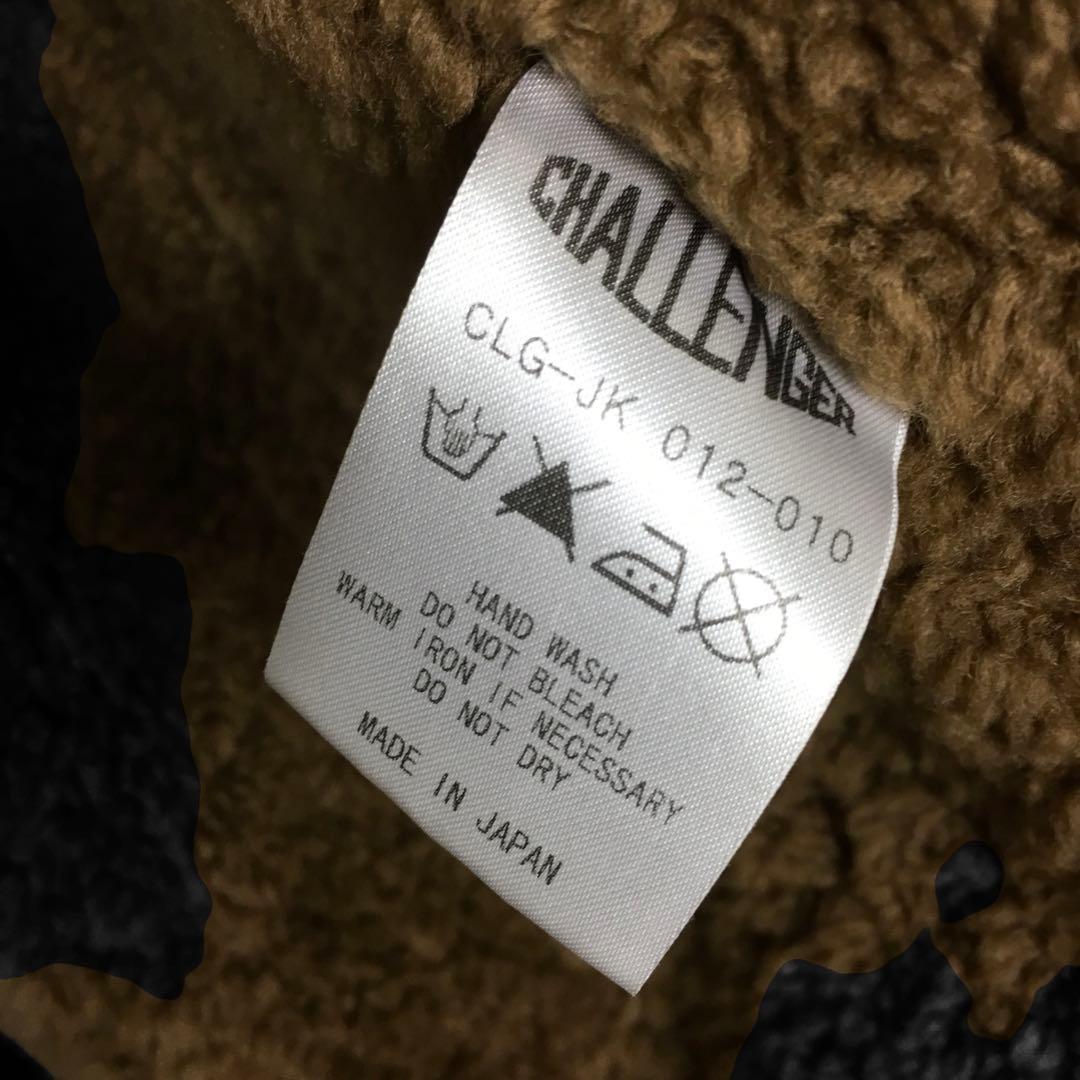 CHALLENGER
CLG-JK 012-010
HAND WASH
DO NOT BLEACH
WARM IRON IF NECESSARY
DO NOT DRY
MADE IN JAPAN